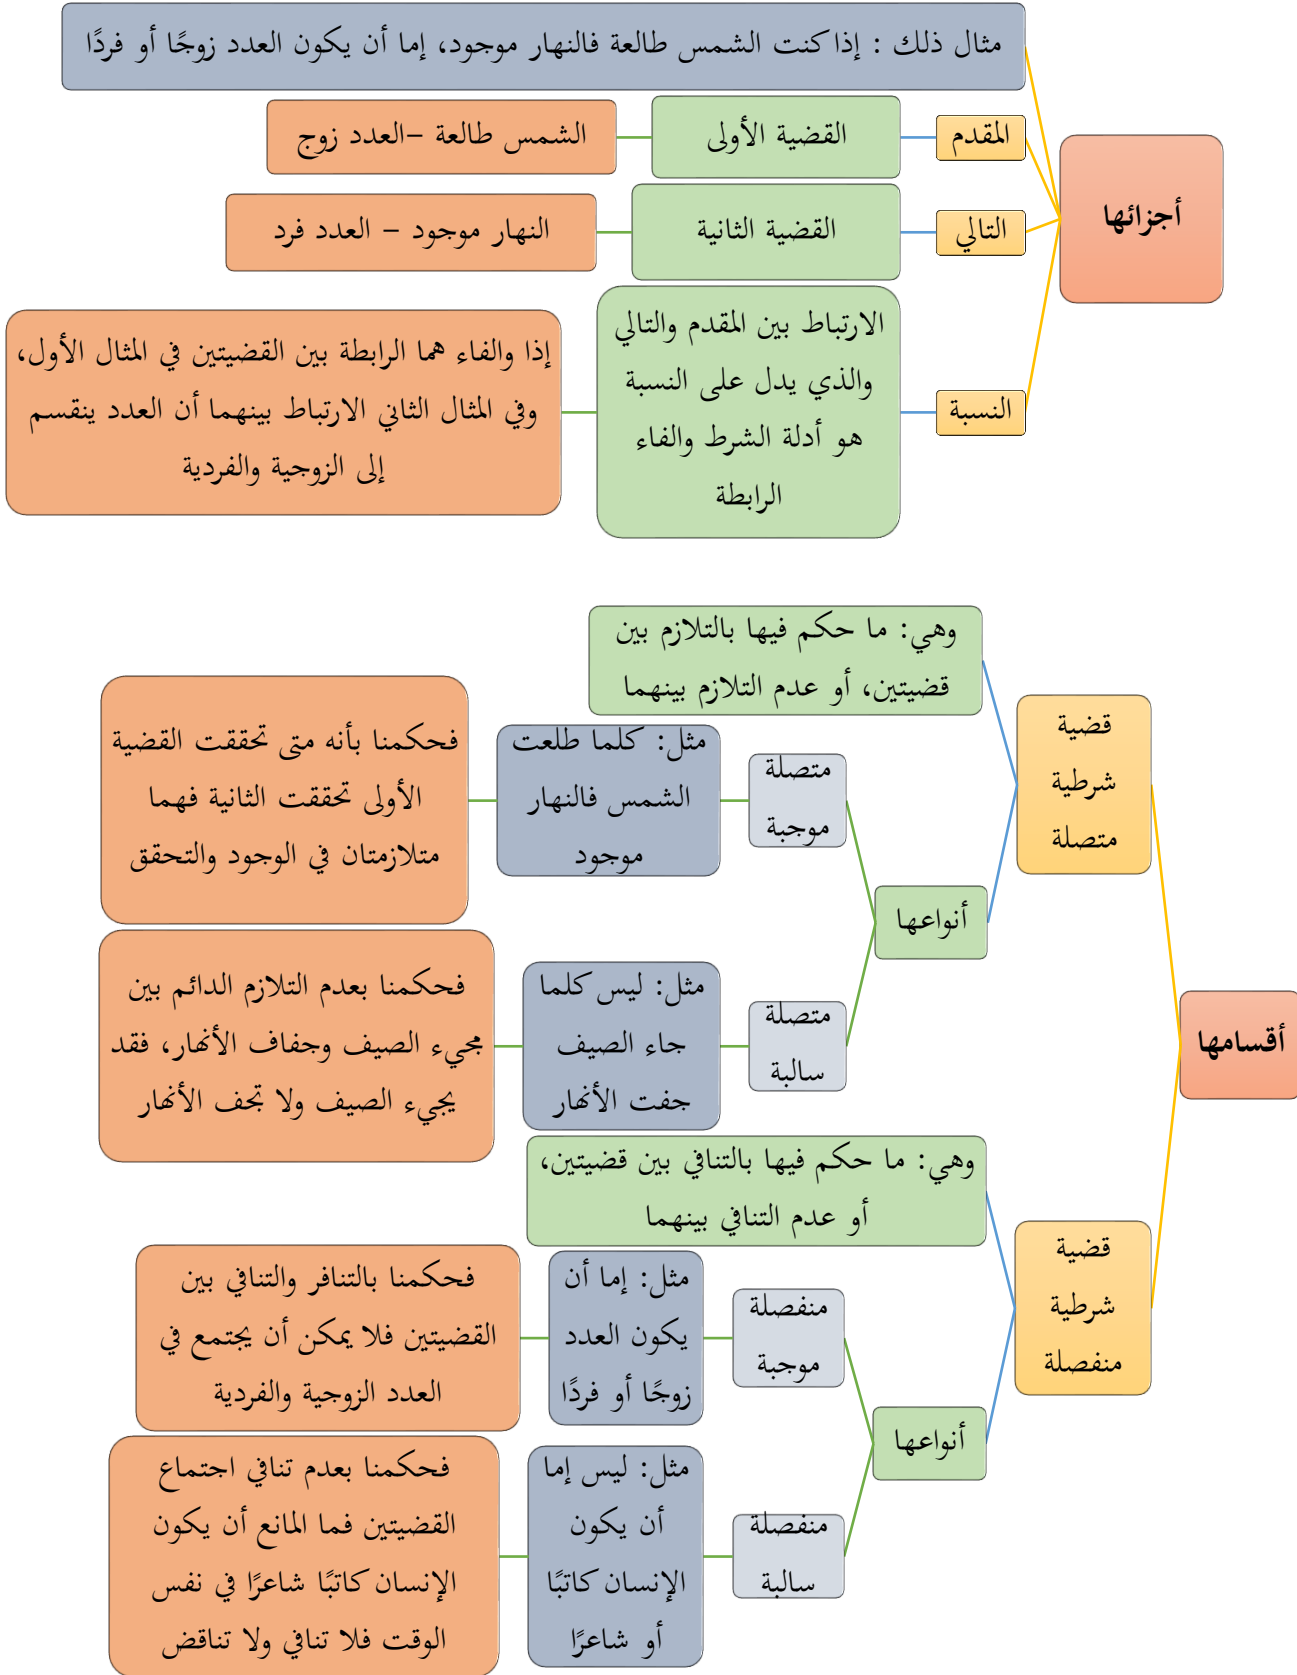 مثال ذلك : إذا كنت الشمس طالعة فالنهار موجود، إما أن يكون العدد زوجًا أو فردًا
أجزائها
المقدم
القضية الأولى
الشمس طالعة –العدد زوج
التالي
القضية الثانية
النهار موجود – العدد فرد
النسبة
الارتباط بين المقدم والتالي
والذي يدل على النسبة
هو أدلة الشرط والفاء
الرابطة
إذا والفاء هما الرابطة بين القضيتين في المثال الأول،
وفي المثال الثاني الارتباط بينهما أن العدد ينقسم
إلى الزوجية والفردية
أقسامها
قضية
شرطية
متصلة
وهي: ما حكم فيها بالتلازم بين
قضيتين، أو عدم التلازم بينهما
أنواعها
متصلة
موجبة
مثل: كلما طلعت
الشمس فالنهار
موجود
فحكمنا بأنه متى تحققت القضية
الأولى تحققت الثانية فهما
متلازمتان في الوجود والتحقق
متصلة
سالبة
مثل: ليس كلما
جاء الصيف
جفت الأنهار
فحكمنا بعدم التلازم الدائم بين
مجيء الصيف وجفاف الأنهار، فقد
يجيء الصيف ولا تجف الأنهار
قضية
شرطية
منفصلة
وهي: ما حكم فيها بالتنافي بين قضيتين،
أو عدم التنافي بينهما
أنواعها
منفصلة
موجبة
مثل: إما أن
يكون العدد
زوجًا أو فردًا
فحكمنا بالتنافر والتنافي بين
القضيتين فلا يمكن أن يجتمع في
العدد الزوجية والفردية
منفصلة
سالبة
مثل: ليس إما
أن يكون
الإنسان كاتبًا
أو شاعرًا
فحكمنا بعدم تنافي اجتماع
القضيتين فما المانع أن يكون
الإنسان كاتبًا شاعرًا في نفس
الوقت فلا تنافي ولا تناقض